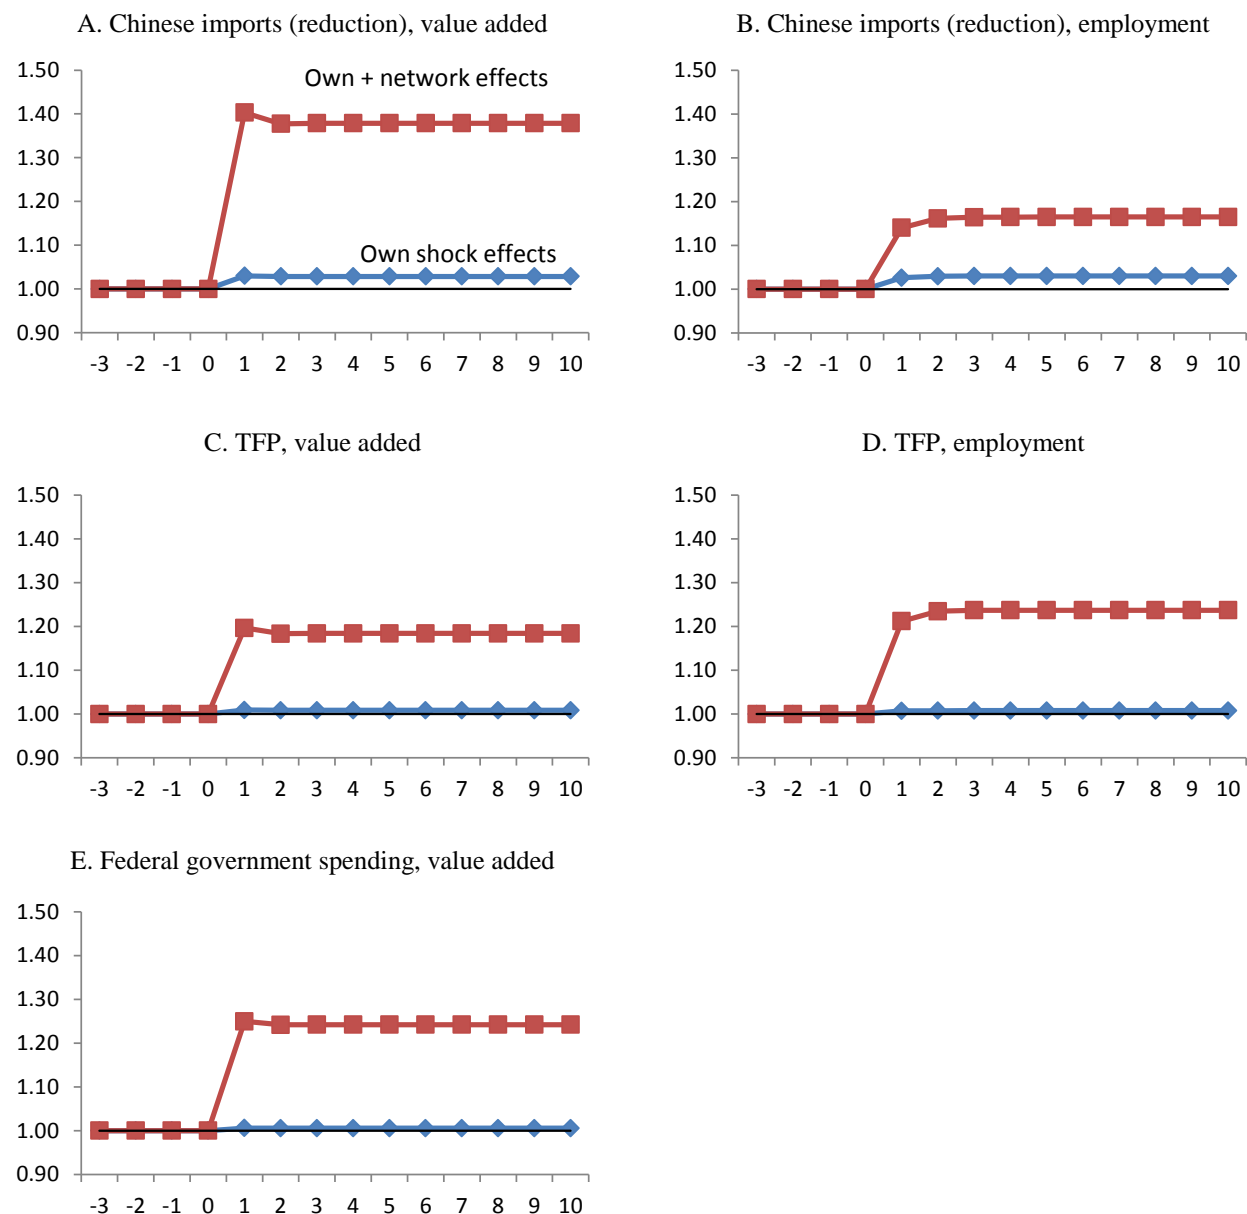 A. Chinese imports (reduction), value added
1.50
1.40
1.30
1.20
1.10
1.00
0.90
Own + network effects
Own shock effects
-3 -2 -1 0 1 2 3 4 5 6 7 8 9 10
B. Chinese imports (reduction), employment
1.50
1.40
1.30
1.20
1.10
1.00
0.90
-3 -2 -1 0 1 2 3 4 5 6 7 8 9 10
C. TFP, value added
1.50
1.40
1.30
1.20
1.10
1.00
0.90
-3 -2 -1 0 1 2 3 4 5 6 7 8 9 10
D. TFP, employment
1.50
1.40
1.30
1.20
1.10
1.00
0.90
-3 -2 -1 0 1 2 3 4 5 6 7 8 9 10
E. Federal government spending, value added
1.50
1.40
1.30
1.20
1.10
1.00
0.90
-3 -2 -1 0 1 2 3 4 5 6 7 8 9 10